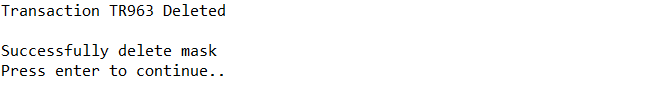 Transaction TR963 Deleted
Successfully delete mask
Press enter to continue..